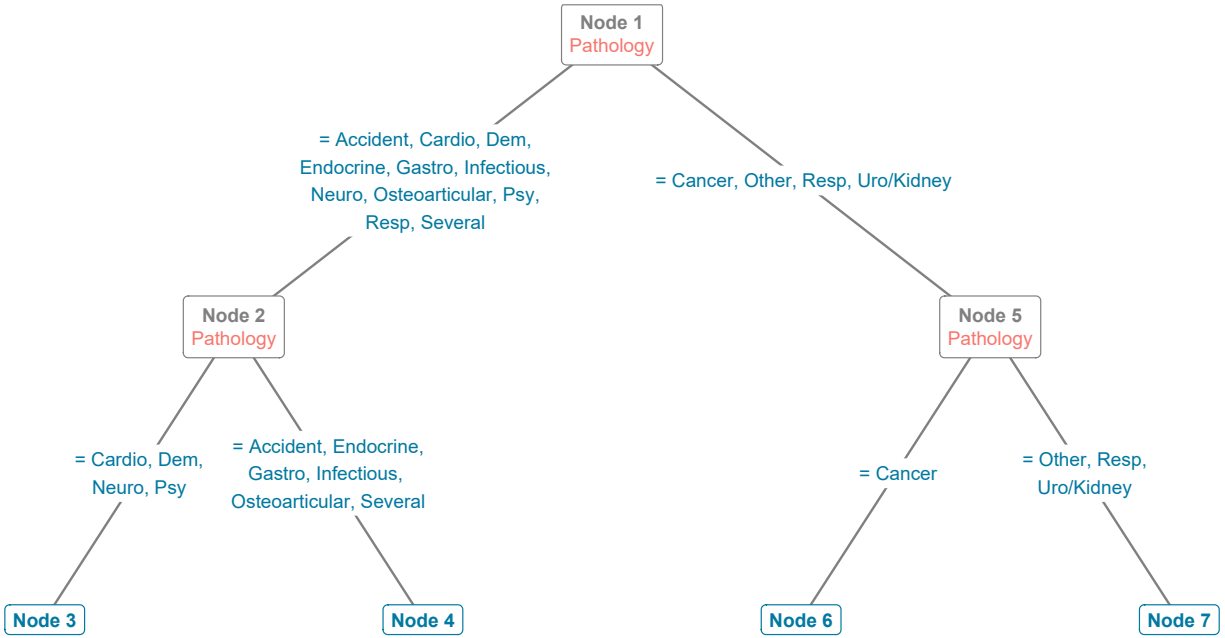 Node 1
Pathology
= Accident, Cardio, Dem,
Endocrine, Gastro, Infectious,
Neuro, Osteoarticular, Psy,
Resp, Several
= Cancer, Other, Resp, Uro/Kidney
Node 2
Pathology
Node 5
Pathology
= Cardio, Dem,
Neuro, Psy
= Accident, Endocrine,
Gastro, Infectious,
Osteoarticular, Several
= Cancer
= Other, Resp,
Uro/Kidney
Node 3
Node 4
Node 6
Node 7